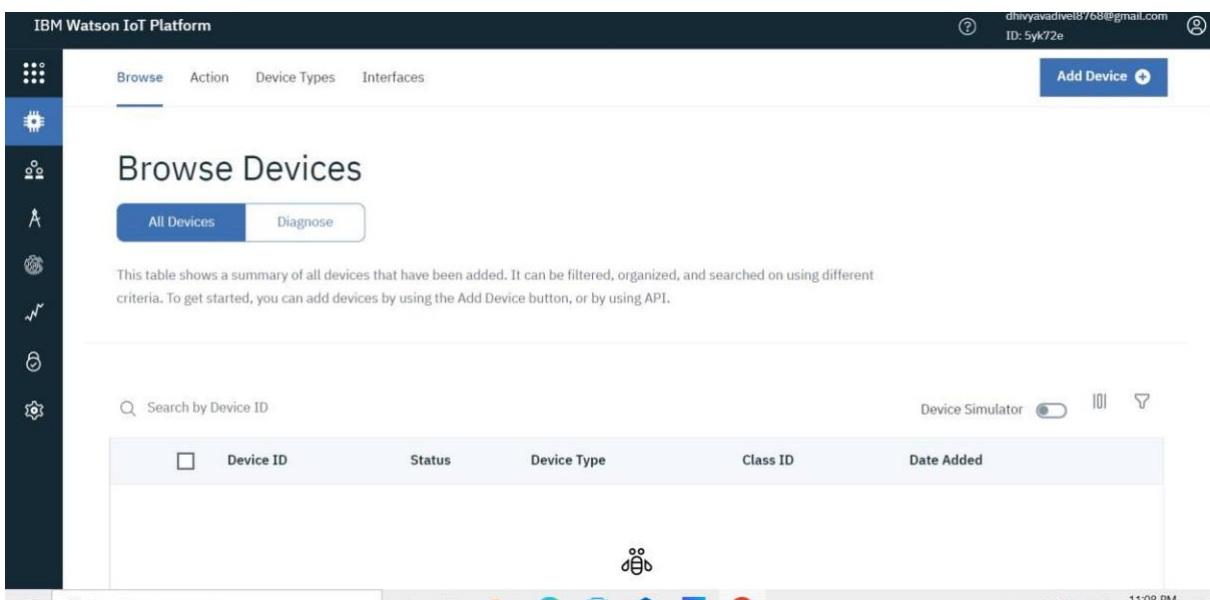 IBM Watson IoT Platform
dhivyavadivel8768@gmail.com
ID: 5yk72e
Browse Action Device Types Interfaces
Add Device
Browse Devices
All Devices Diagnose
This table shows a summary of all devices that have been added. It can be filtered, organized, and searched on using different
criteria. To get started, you can add devices by using the Add Device button, or by using API.
Search by Device ID
Device Simulator
Device ID Status Device Type Class ID Date Added
11:08 PM